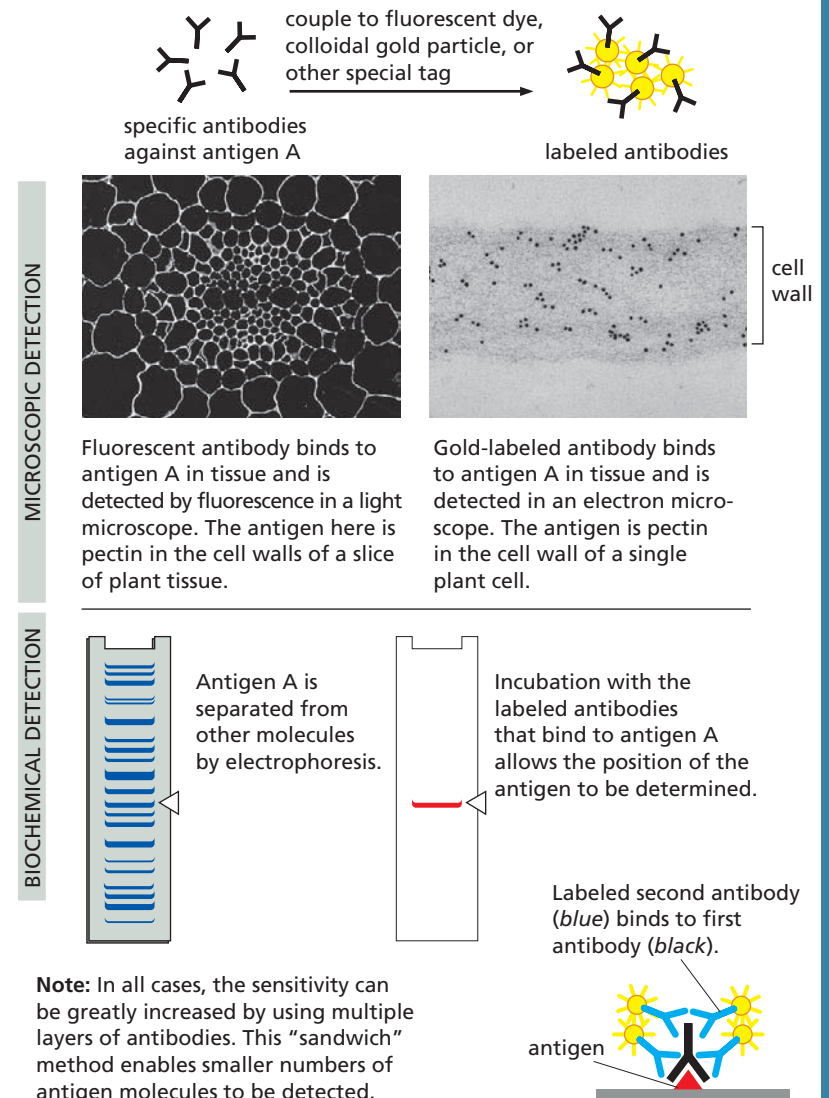 couple to fluorescent dye,
colloidal gold particle, or
other special tag
specific antibodies
against antigen A
labeled antibodies
MICROSCOPIC DETECTION
cell
wall
Fluorescent antibody binds to
antigen A in tissue and is
detected by fluorescence in a light
microscope. The antigen here is
pectin in the cell walls of a slice
of plant tissue.
Gold-labeled antibody binds
to antigen A in tissue and is
detected in an electron micro-
scope. The antigen is pectin
in the cell wall of a single
plant cell.
BIOCHEMICAL DETECTION
Antigen A is
separated from
other molecules
by electrophoresis.
Incubation with the
labeled antibodies
that bind to antigen A
allows the position of the
antigen to be determined.
Labeled second antibody
(blue) binds to first
antibody (black).
Note: In all cases, the sensitivity can
be greatly increased by using multiple
layers of antibodies. This “sandwich”
method enables smaller numbers of
antigen molecules to be detected.
antigen